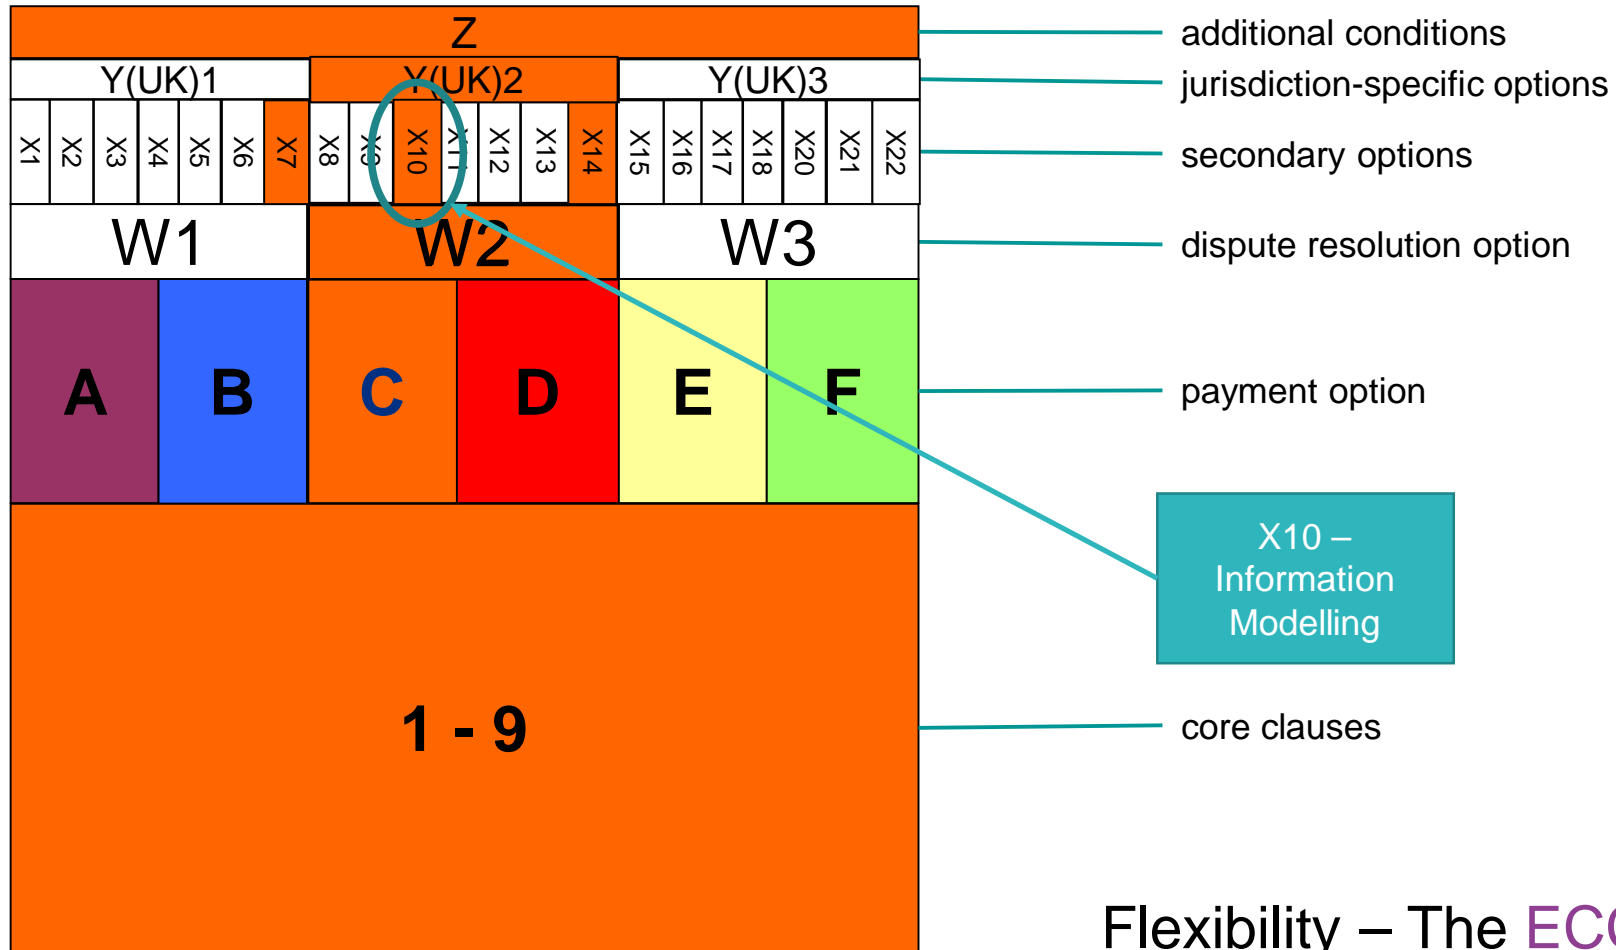 Z
additional conditions
Y(UK)1 Y(UK)2 Y(UK)3
jurisdiction-specific options
X1 X2 X3 X4 X5 X6 X7 X8 X9 X10 X11 X12 X13 X14 X15 X16 X17 X18 X20 X21 X22
secondary options
W1 W2 W3
dispute resolution option
A B C D E F
payment option
X10 –
Information
Modelling
1 - 9
core clauses
Flexibility – The